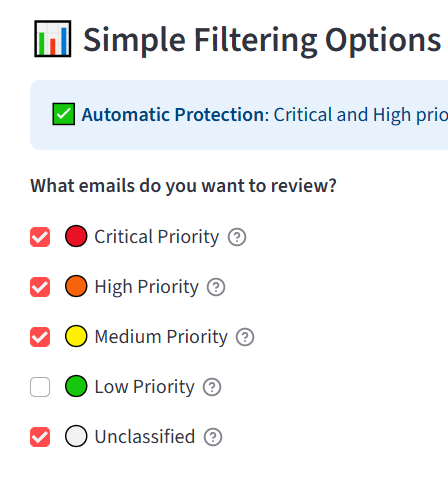 Simple Filtering Options
Automatic Protection: Critical and High
What emails do you want to review?
Critical Priority
High Priority
Medium Priority
Low Priority
Unclassified